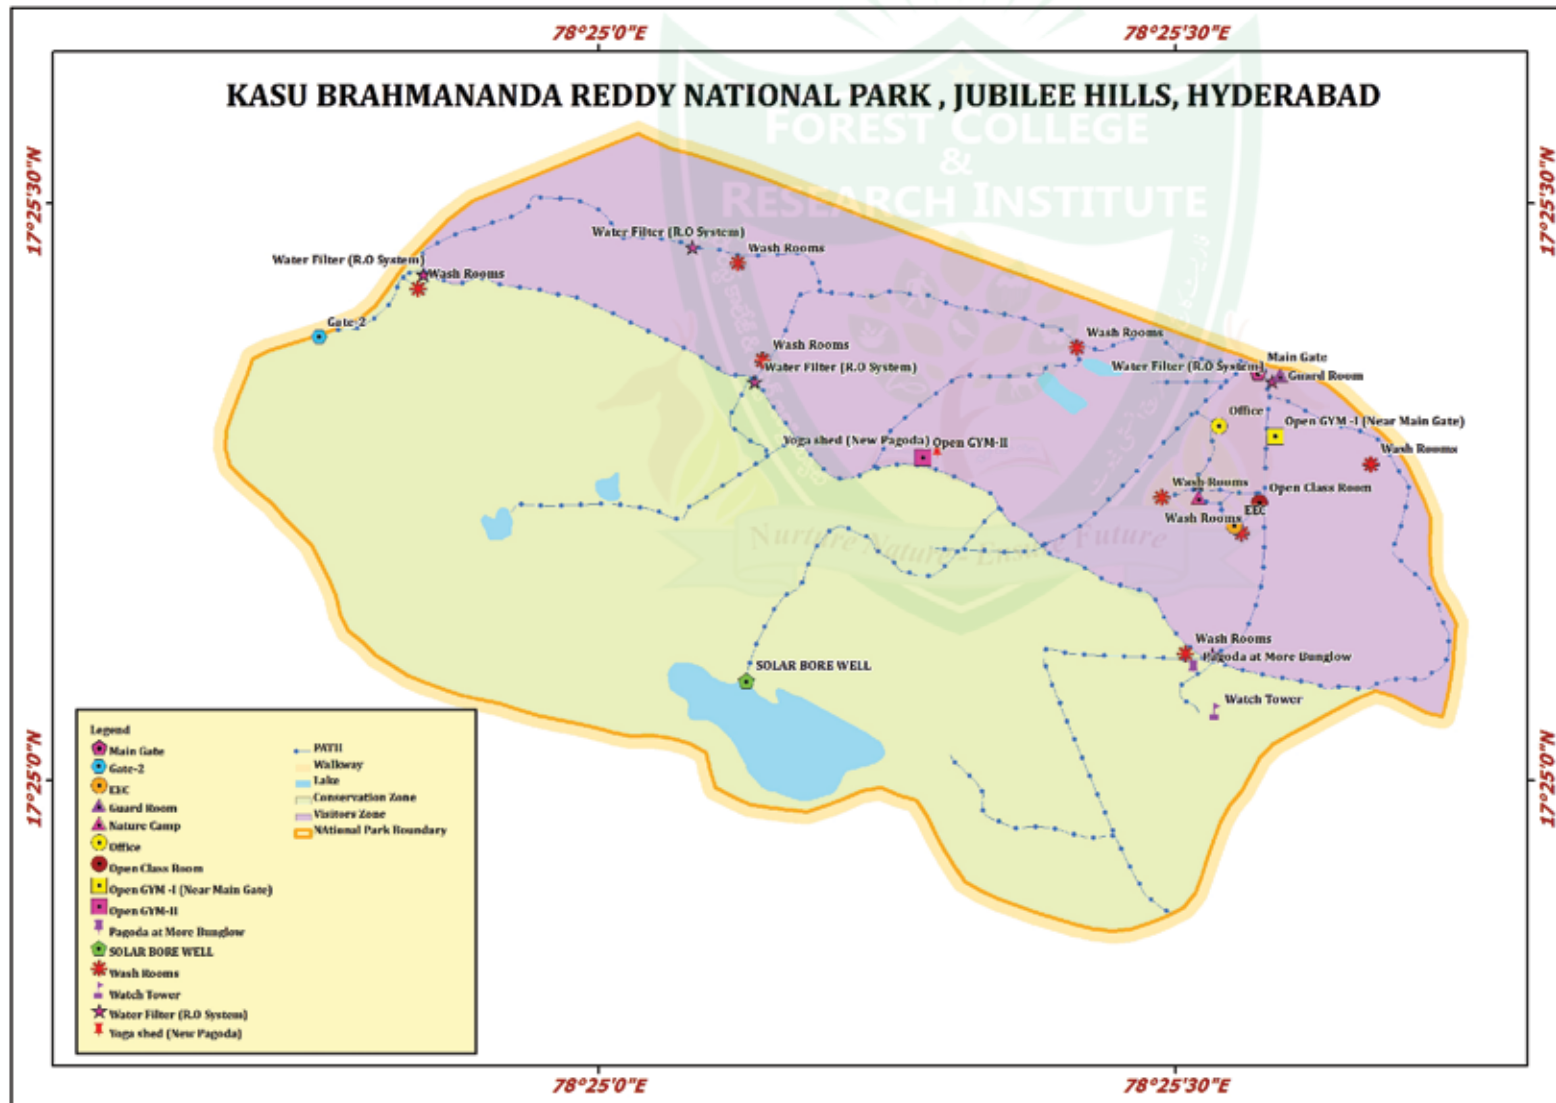 78°25'0"E
78°25'30"E
KASU BRAHMANANDA REDDY NATIONAL PARK , JUBILEE HILLS, HYDERABAD
FOREST COLLEGE
&
RESEARCH INSTITUTE
17°25'30"N
17°25'30"N
Water Filter (R.O System)
Wash Rooms
Water Filter (R.O System)
Wash Rooms
Gate-2
Wash Rooms
Wash Rooms
Water Filter (R.O System)
Water Filter (R.O System)
Main Gate
Guard Room
Office
Open GYM -I (Near Main Gate)
Yoga shed (New Pagoda)
Open GYM-II
Wash Rooms
Wash Rooms
Open Class Room
EEC
Wash Rooms
Nurture Nature - Ensure Future
Wash Rooms
Pagoda at More Bunglow
SOLAR BORE WELL
Watch Tower
17°25'0"N
17°25'0"N
Legend
Main Gate
Gate-2
EEC
Guard Room
Nature Camp
Office
Open Class Room
Open GYM -I (Near Main Gate)
Open GYM-II
Pagoda at More Bunglow
SOLAR BORE WELL
Wash Rooms
Watch Tower
Water Filter (R.O System)
Yoga shed (New Pagoda)
PATH
Walkway
Lake
Conservation Zone
Visitors Zone
NAtional Park Boundary
78°25'0"E
78°25'30"E